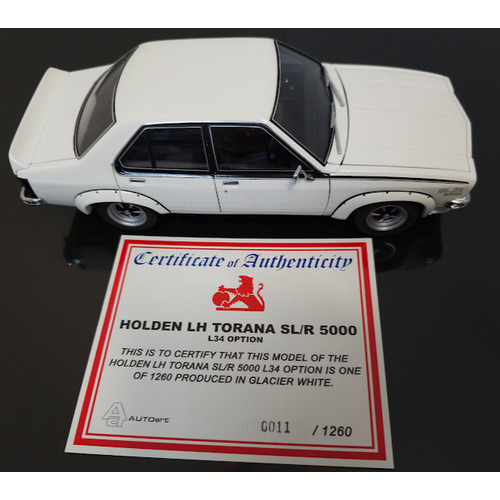 Certificate of Authenticity
HOLDEN LH TORANA SL/R 5000
L34 OPTION
THIS IS TO CERTIFY THAT THIS MODEL OF THE
HOLDEN LH TORANA SL/R 5000 L34 OPTION IS ONE
OF 1260 PRODUCED IN GLACIER WHITE.
AUTOart 0011 / 1260